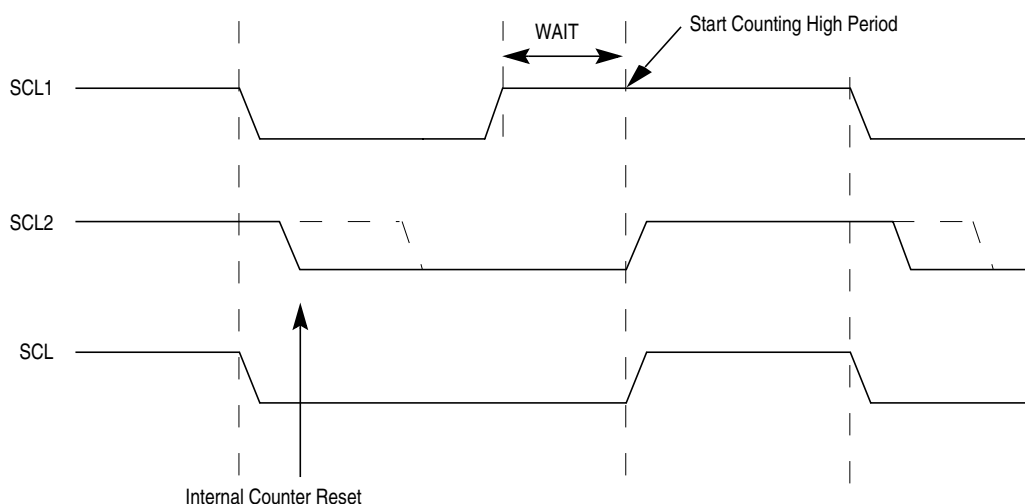 WAIT
Start Counting High Period
SCL1
SCL2
SCL
Internal Counter Reset